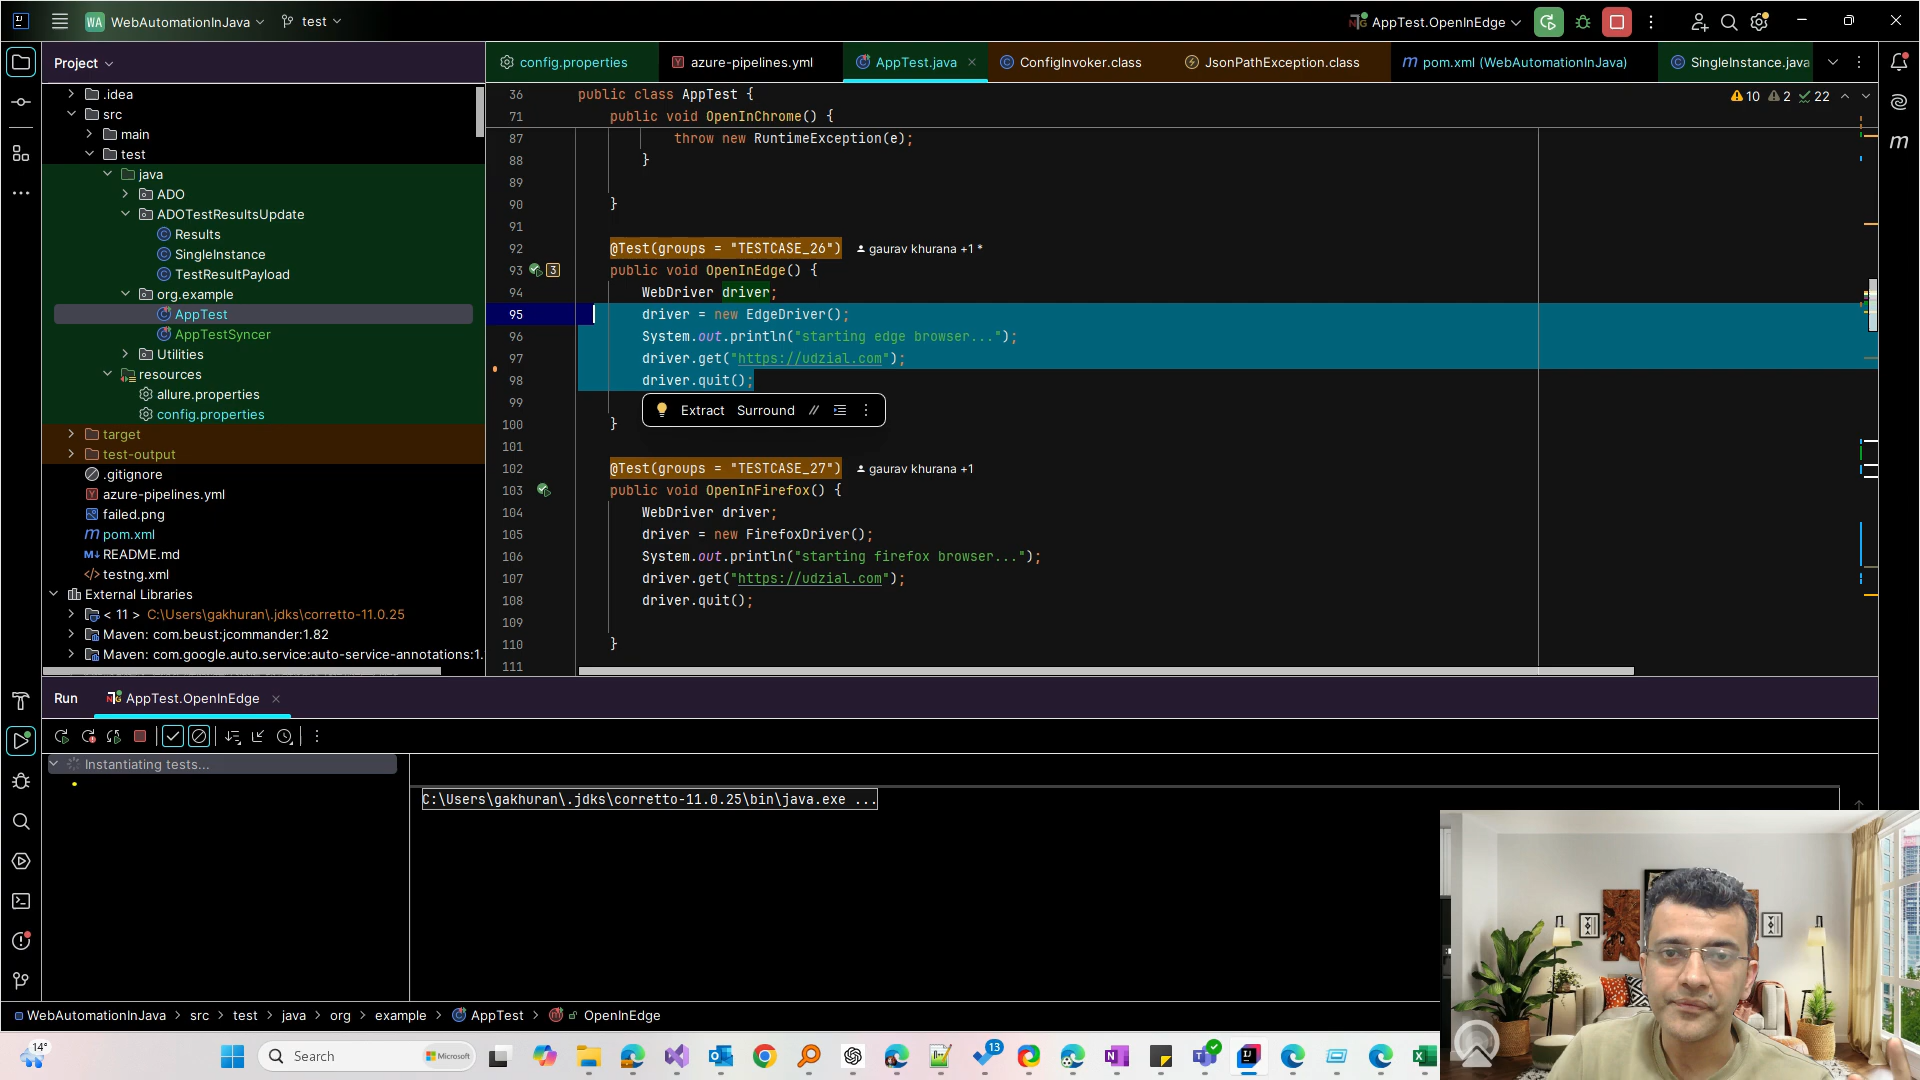 WA WebAutomationInJava test AppTest.OpenInEdge
Project
config.properties azure-pipelines.yml AppTest.java ConfigInvoker.class JsonPathException.class pom.xml (WebAutomationInJava) SingleInstance.java
.idea
src
main
test
java
ADO
ADOTestResultsUpdate
Results
SingleInstance
TestResultPayload
org.example
AppTest
AppTestSyncer
Utilities
resources
allure.properties
config.properties
target
test-output
.gitignore
azure-pipelines.yml
failed.png
pom.xml
README.md
testng.xml
External Libraries
< 11 > C:\Users\gakhuran\.jdks\corretto-11.0.25
Maven: com.beust:jcommander:1.82
Maven: com.google.auto.service:auto-service-annotations:1.
10 2 22
36 public class AppTest {
71 public void OpenInChrome() {
87 throw new RuntimeException(e);
88 }
89
90 }
91
92 @Test(groups = "TESTCASE_26") gaurav khurana +1 *
93 3 public void OpenInEdge() {
94 WebDriver driver;
95 driver = new EdgeDriver();
96 System.out.println("starting edge browser...");
97 driver.get("https://udzial.com");
98 driver.quit();
99 Extract Surround
100 }
101
102 @Test(groups = "TESTCASE_27") gaurav khurana +1
103 public void OpenInFirefox() {
104 WebDriver driver;
105 driver = new FirefoxDriver();
106 System.out.println("starting firefox browser...");
107 driver.get("https://udzial.com");
108 driver.quit();
109
110 }
111
Run AppTest.OpenInEdge
Instantiating tests...
C:\Users\gakhuran\.jdks\corretto-11.0.25\bin\java.exe ...
WebAutomationInJava > src > test > java > org > example > AppTest > OpenInEdge
14°
Search
Microsoft
13